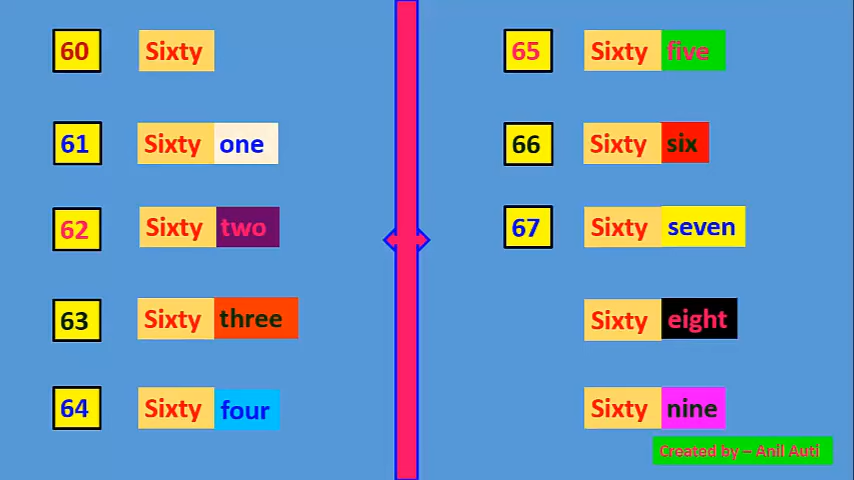 60 Sixty
61 Sixty one
62 Sixty two
63 Sixty three
64 Sixty four
65 Sixty five
66 Sixty six
67 Sixty seven
Sixty eight
Sixty nine
Created by – Anil Auti